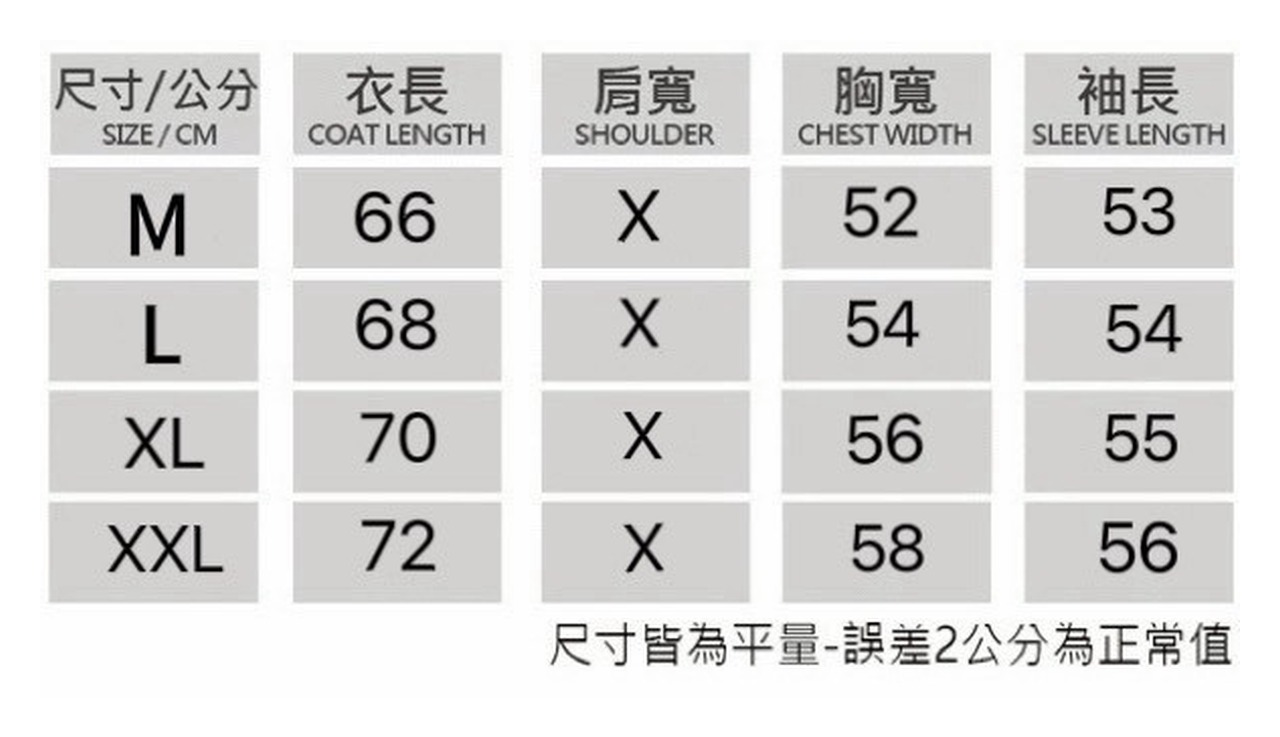 尺寸/公分 衣長 肩寬 胸寬 袖長
SIZE / CM COAT LENGTH SHOULDER CHEST WIDTH SLEEVE LENGTH
M 66 X 52 53
L 68 X 54 54
XL 70 X 56 55
XXL 72 X 58 56
尺寸皆為平量-誤差2公分為正常值